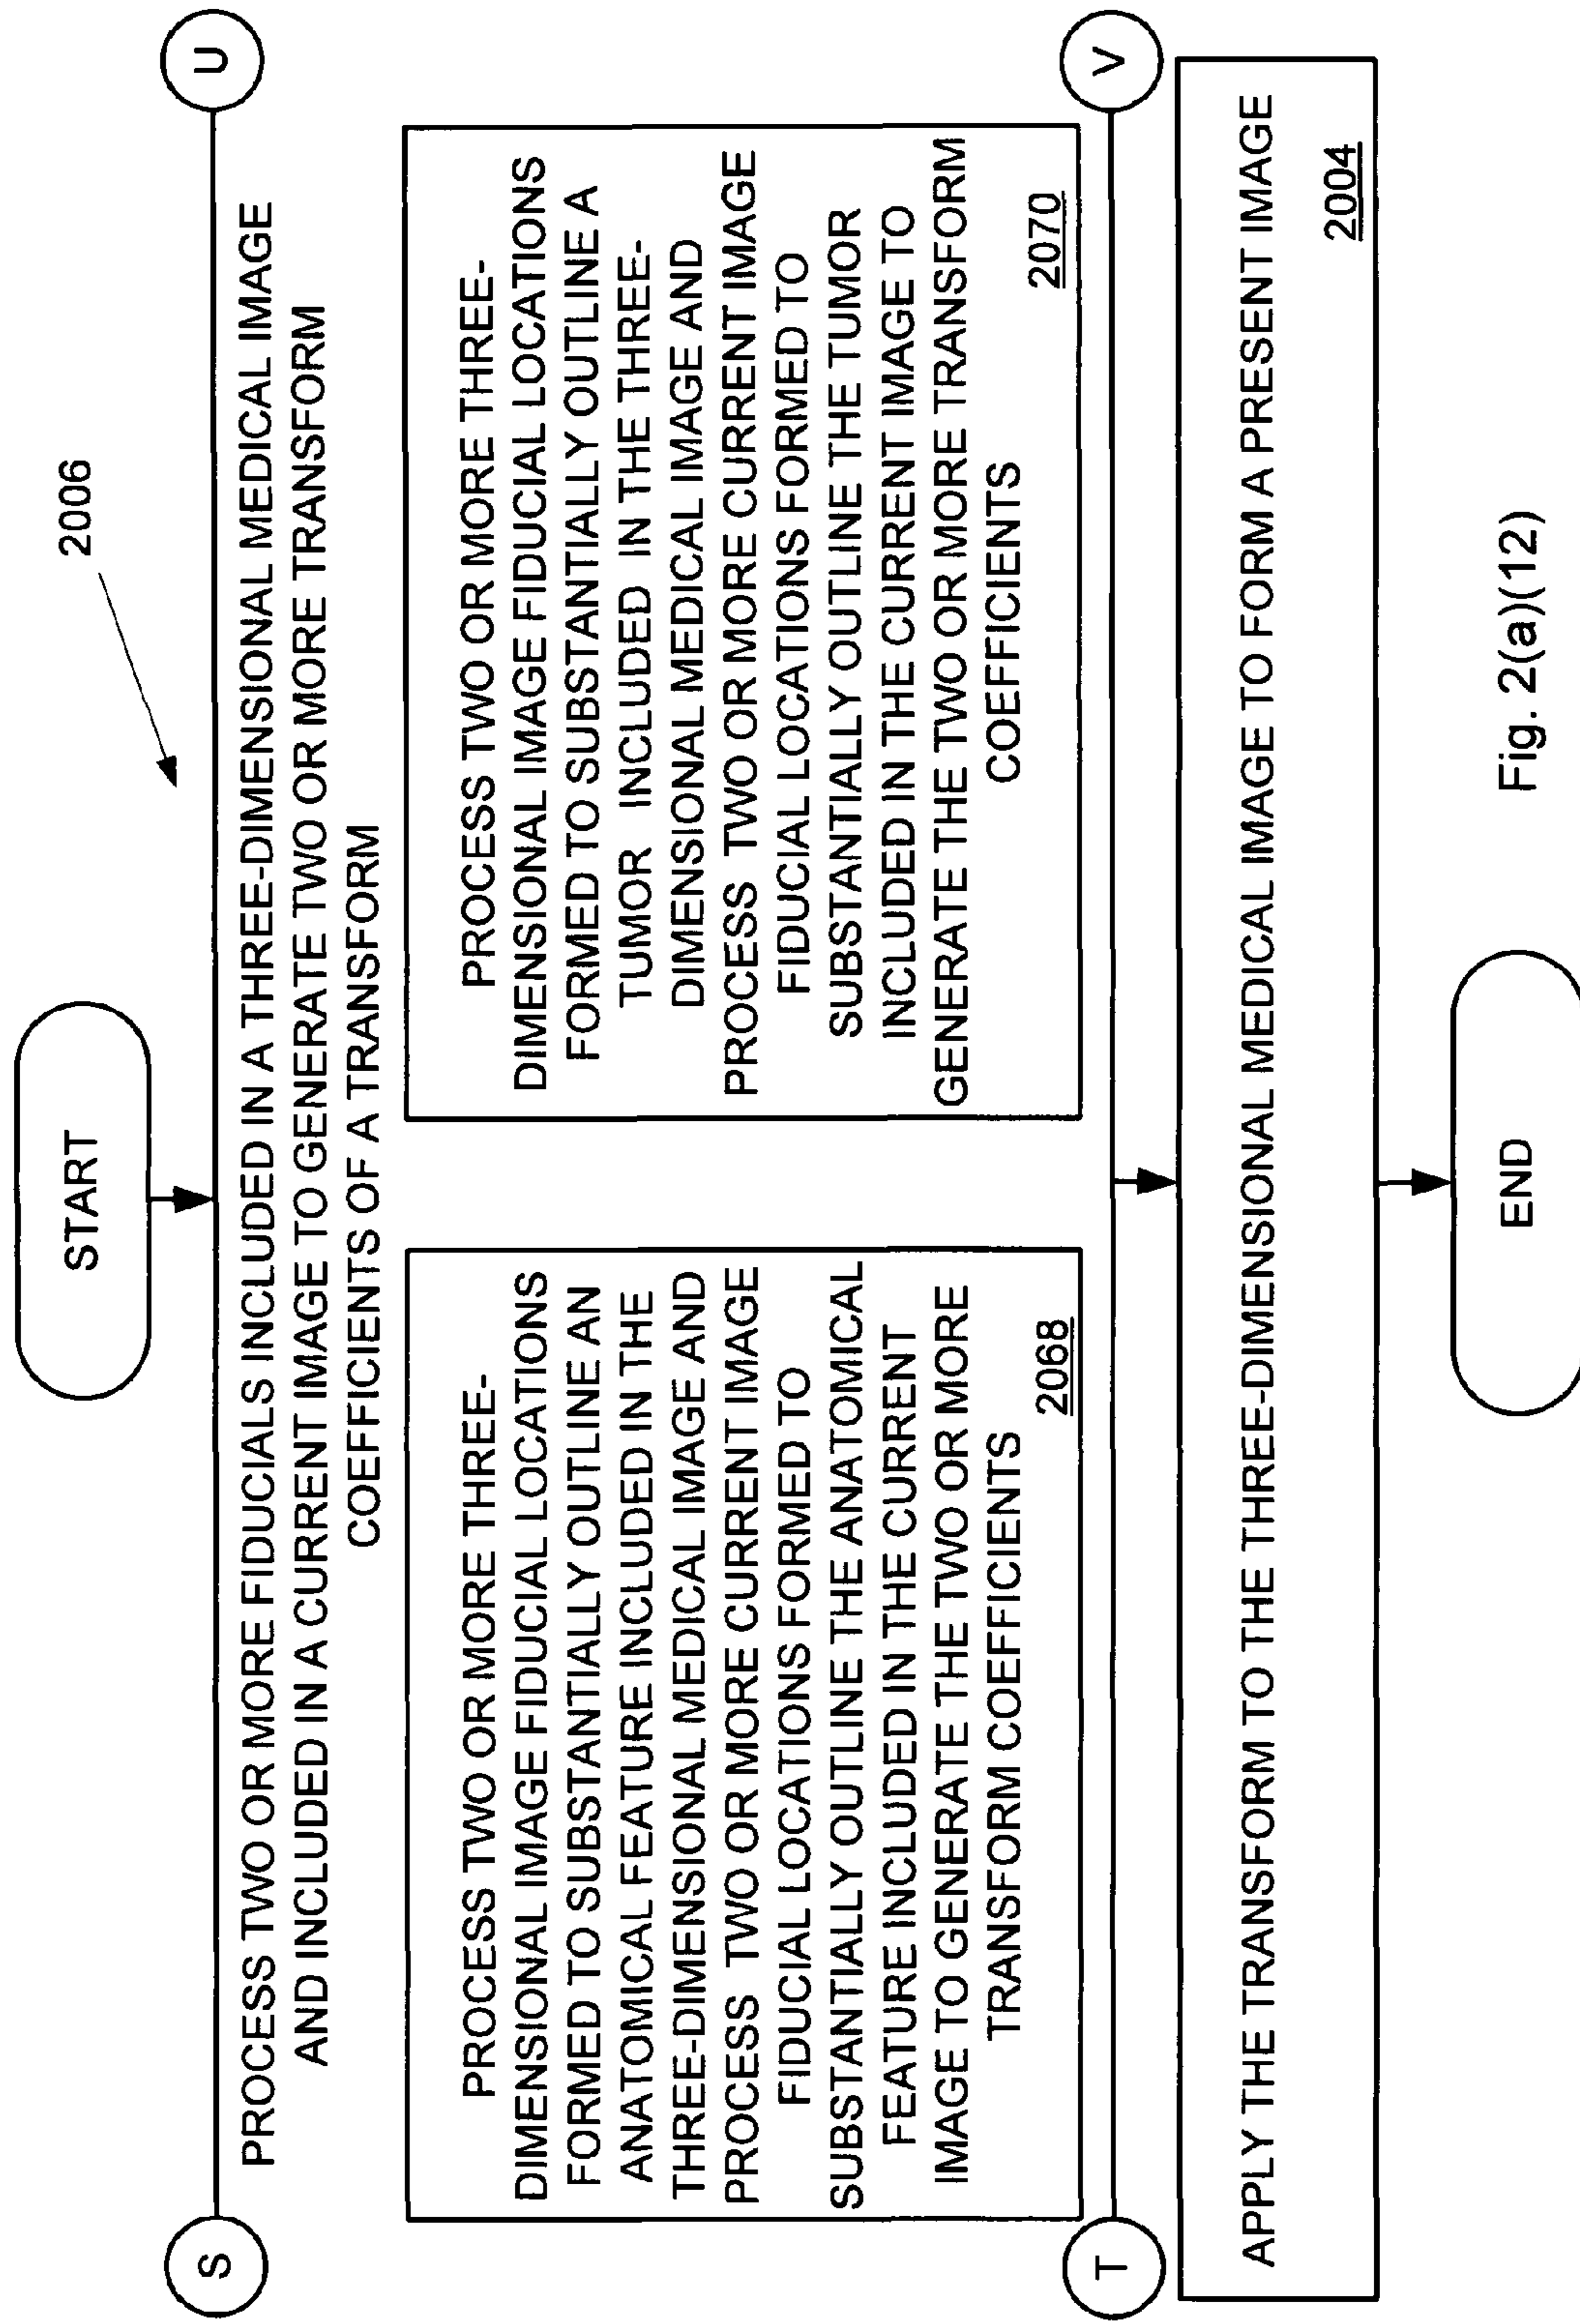 2006
START
S
U
PROCESS TWO OR MORE FIDUCIALS INCLUDED IN A THREE-DIMENSIONAL MEDICAL IMAGE
AND INCLUDED IN A CURRENT IMAGE TO GENERATE TWO OR MORE TRANSFORM
COEFFICIENTS OF A TRANSFORM
PROCESS TWO OR MORE THREE-
DIMENSIONAL IMAGE FIDUCIAL LOCATIONS
FORMED TO SUBSTANTIALLY OUTLINE AN
ANATOMICAL FEATURE INCLUDED IN THE
THREE-DIMENSIONAL MEDICAL IMAGE AND
PROCESS TWO OR MORE CURRENT IMAGE
FIDUCIAL LOCATIONS FORMED TO
SUBSTANTIALLY OUTLINE THE ANATOMICAL
FEATURE INCLUDED IN THE CURRENT
IMAGE TO GENERATE THE TWO OR MORE
TRANSFORM COEFFICIENTS
2068
PROCESS TWO OR MORE THREE-
DIMENSIONAL IMAGE FIDUCIAL LOCATIONS
FORMED TO SUBSTANTIALLY OUTLINE A
TUMOR INCLUDED IN THE THREE-
DIMENSIONAL MEDICAL IMAGE AND
PROCESS TWO OR MORE CURRENT IMAGE
FIDUCIAL LOCATIONS FORMED TO
SUBSTANTIALLY OUTLINE THE TUMOR
INCLUDED IN THE CURRENT IMAGE TO
GENERATE THE TWO OR MORE TRANSFORM
COEFFICIENTS
2070
T
V
APPLY THE TRANSFORM TO THE THREE-DIMENSIONAL MEDICAL IMAGE TO FORM A PRESENT IMAGE
2004
END
Fig. 2(a)(12)